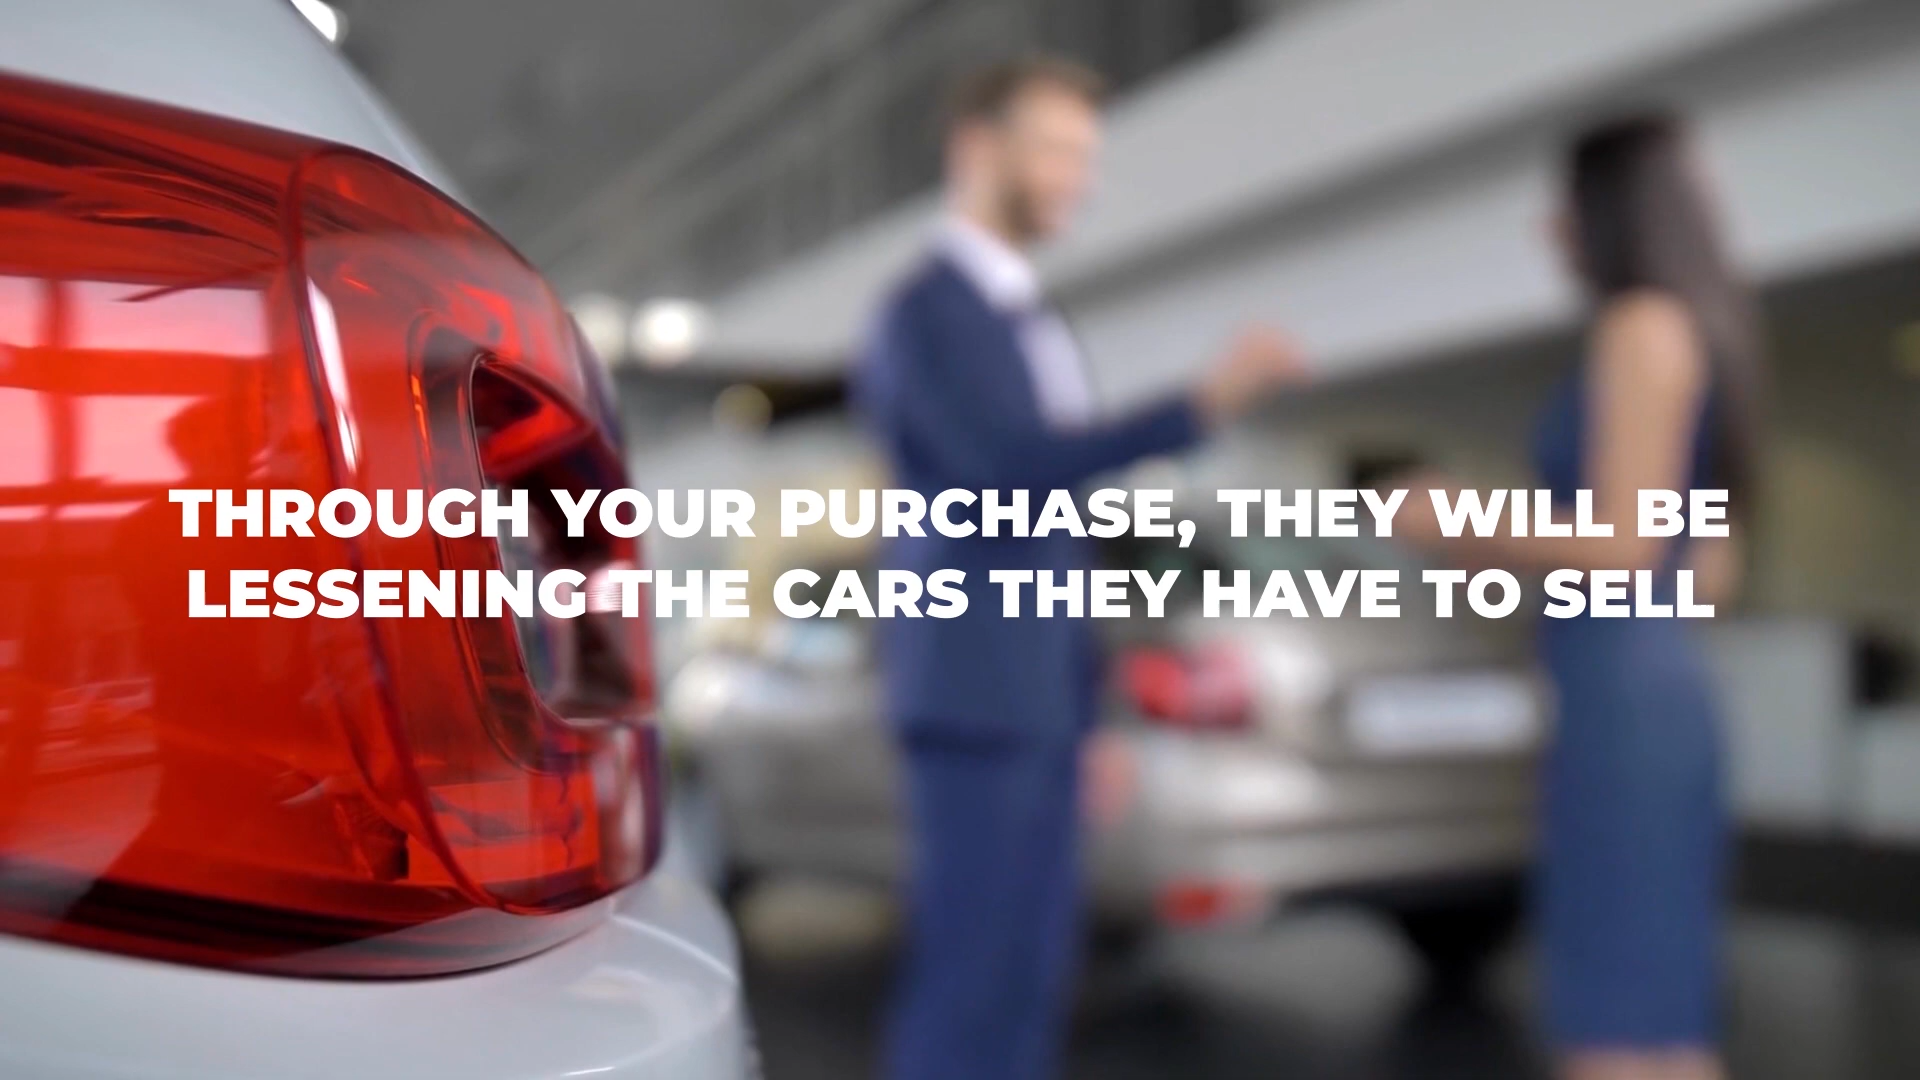 THROUGH YOUR PURCHASE, THEY WILL BE
LESSENING THE CARS THEY HAVE TO SELL